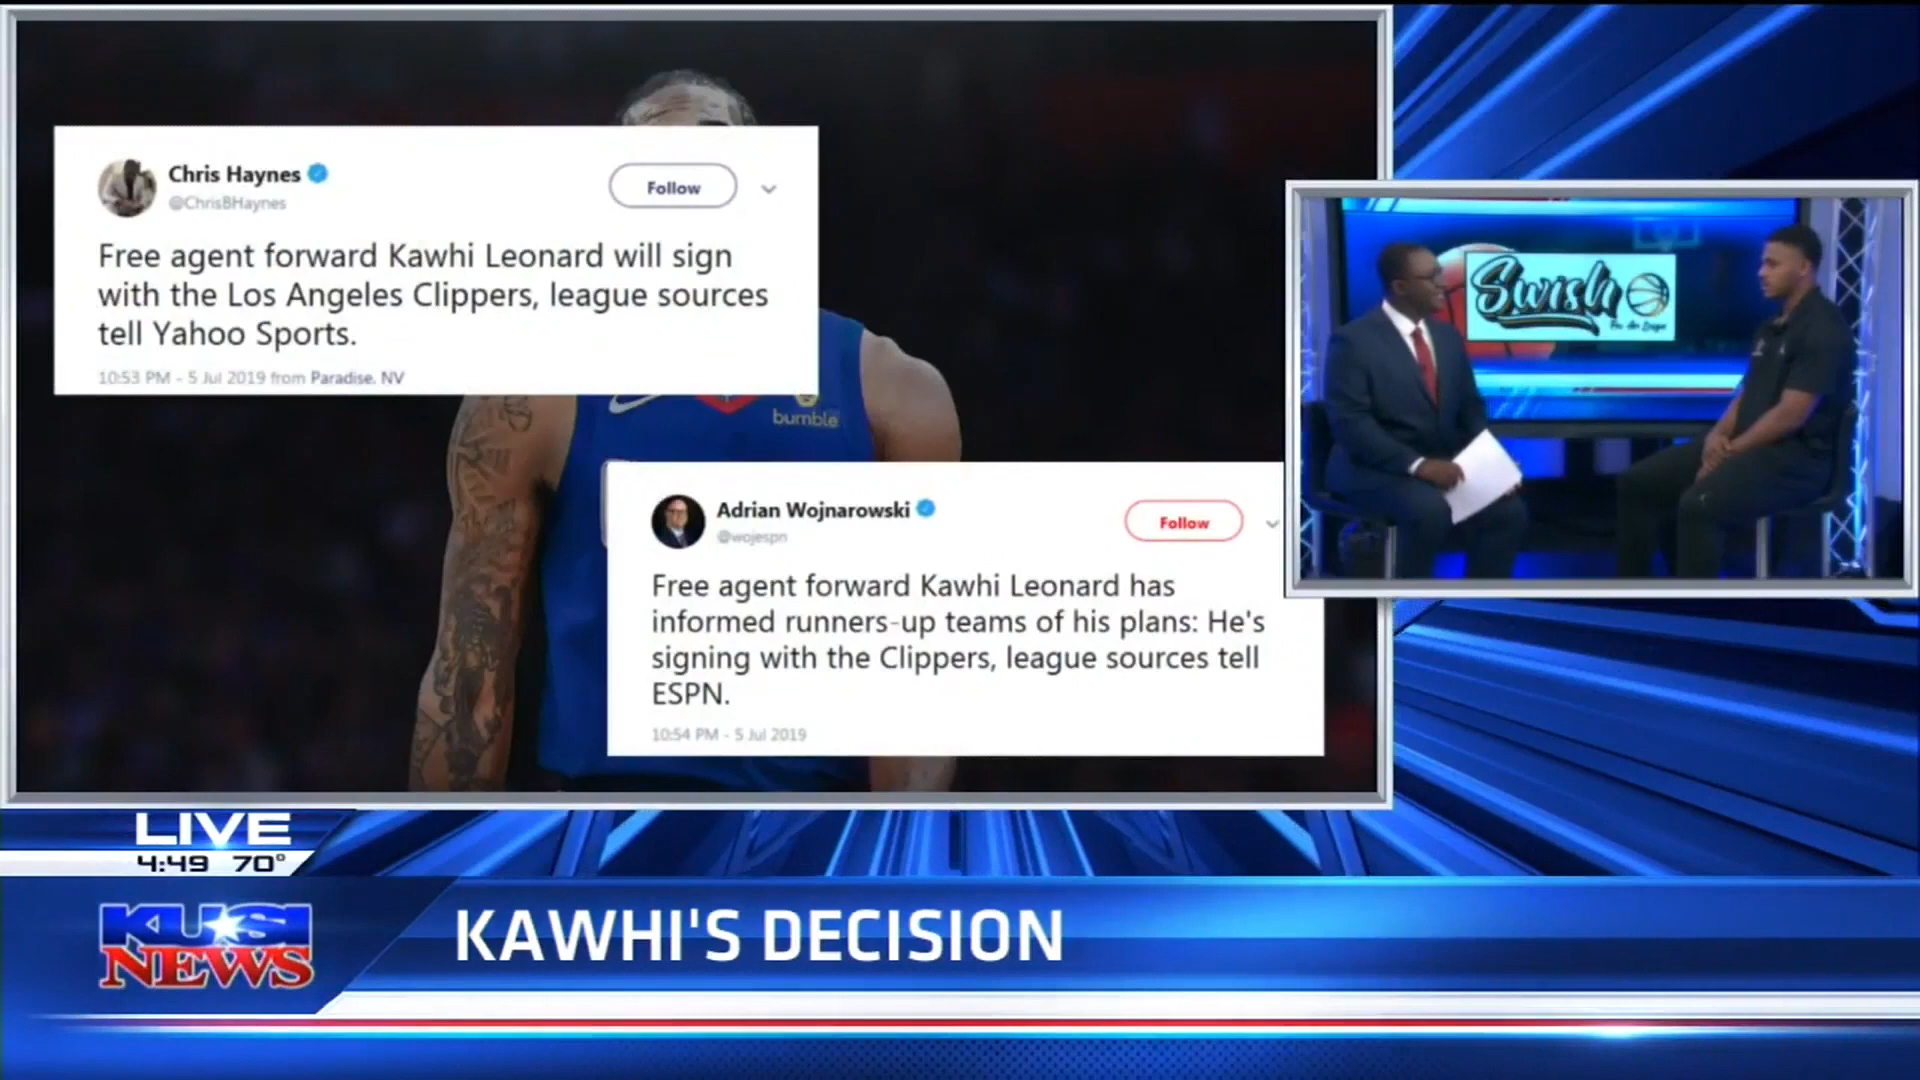 Chris Haynes
@ChrisBHaynes
Follow
Free agent forward Kawhi Leonard will sign
with the Los Angeles Clippers, league sources
tell Yahoo Sports.
10:53 PM - 5 Jul 2019 from Paradise, NV
bumble
Adrian Wojnarowski
@wojespn
Follow
Free agent forward Kawhi Leonard has
informed runners-up teams of his plans: He's
signing with the Clippers, league sources tell
ESPN.
10:54 PM - 5 Jul 2019
Swish
LIVE
4:49 70°
KUSI
NEWS
KAWHI'S DECISION